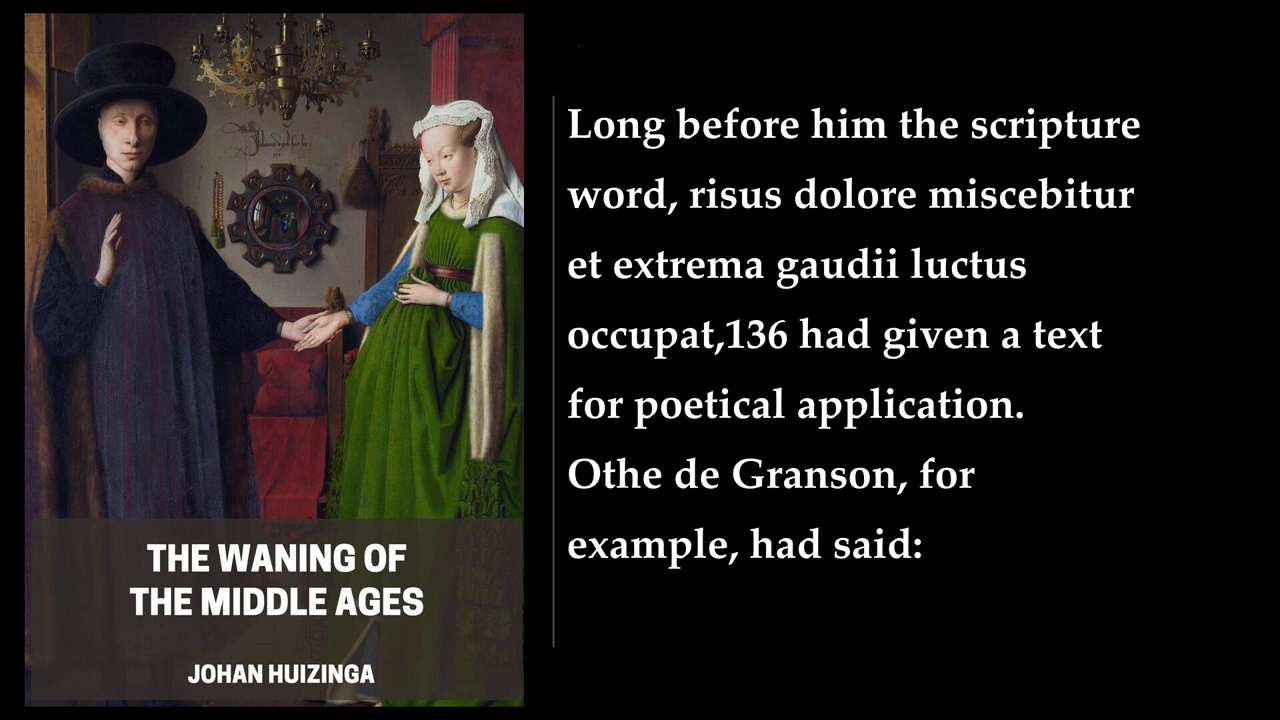 Long before him the scripture
word, risus dolore miscebitur
et extrema gaudii luctus
occupat,136 had given a text
for poetical application.
Othe de Granson, for
example, had said:
THE WANING OF
THE MIDDLE AGES
JOHAN HUIZINGA